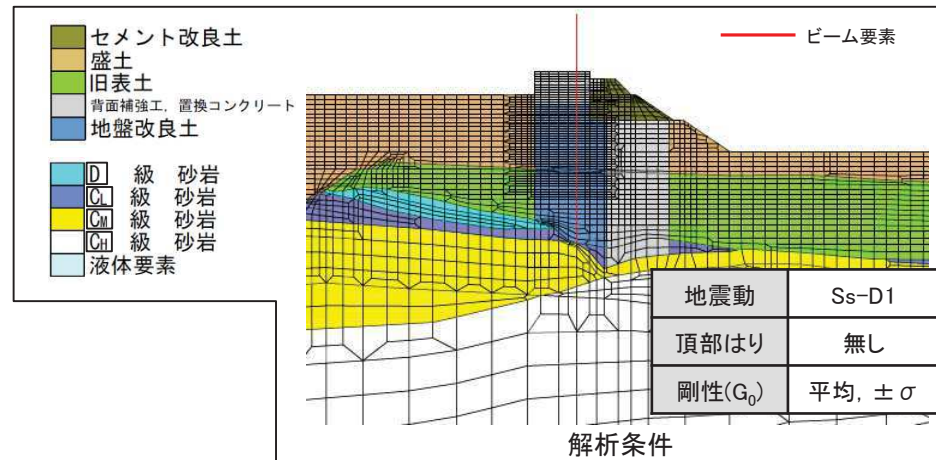 セメント改良土
盛土
旧表土
背面補強工，置換コンクリート
地盤改良土
D 級 砂岩
CL 級 砂岩
CM 級 砂岩
CH 級 砂岩
液体要素
ビーム要素
地震動 Ss-D1
頂部はり 無し
剛性(G0) 平均，±σ
解析条件